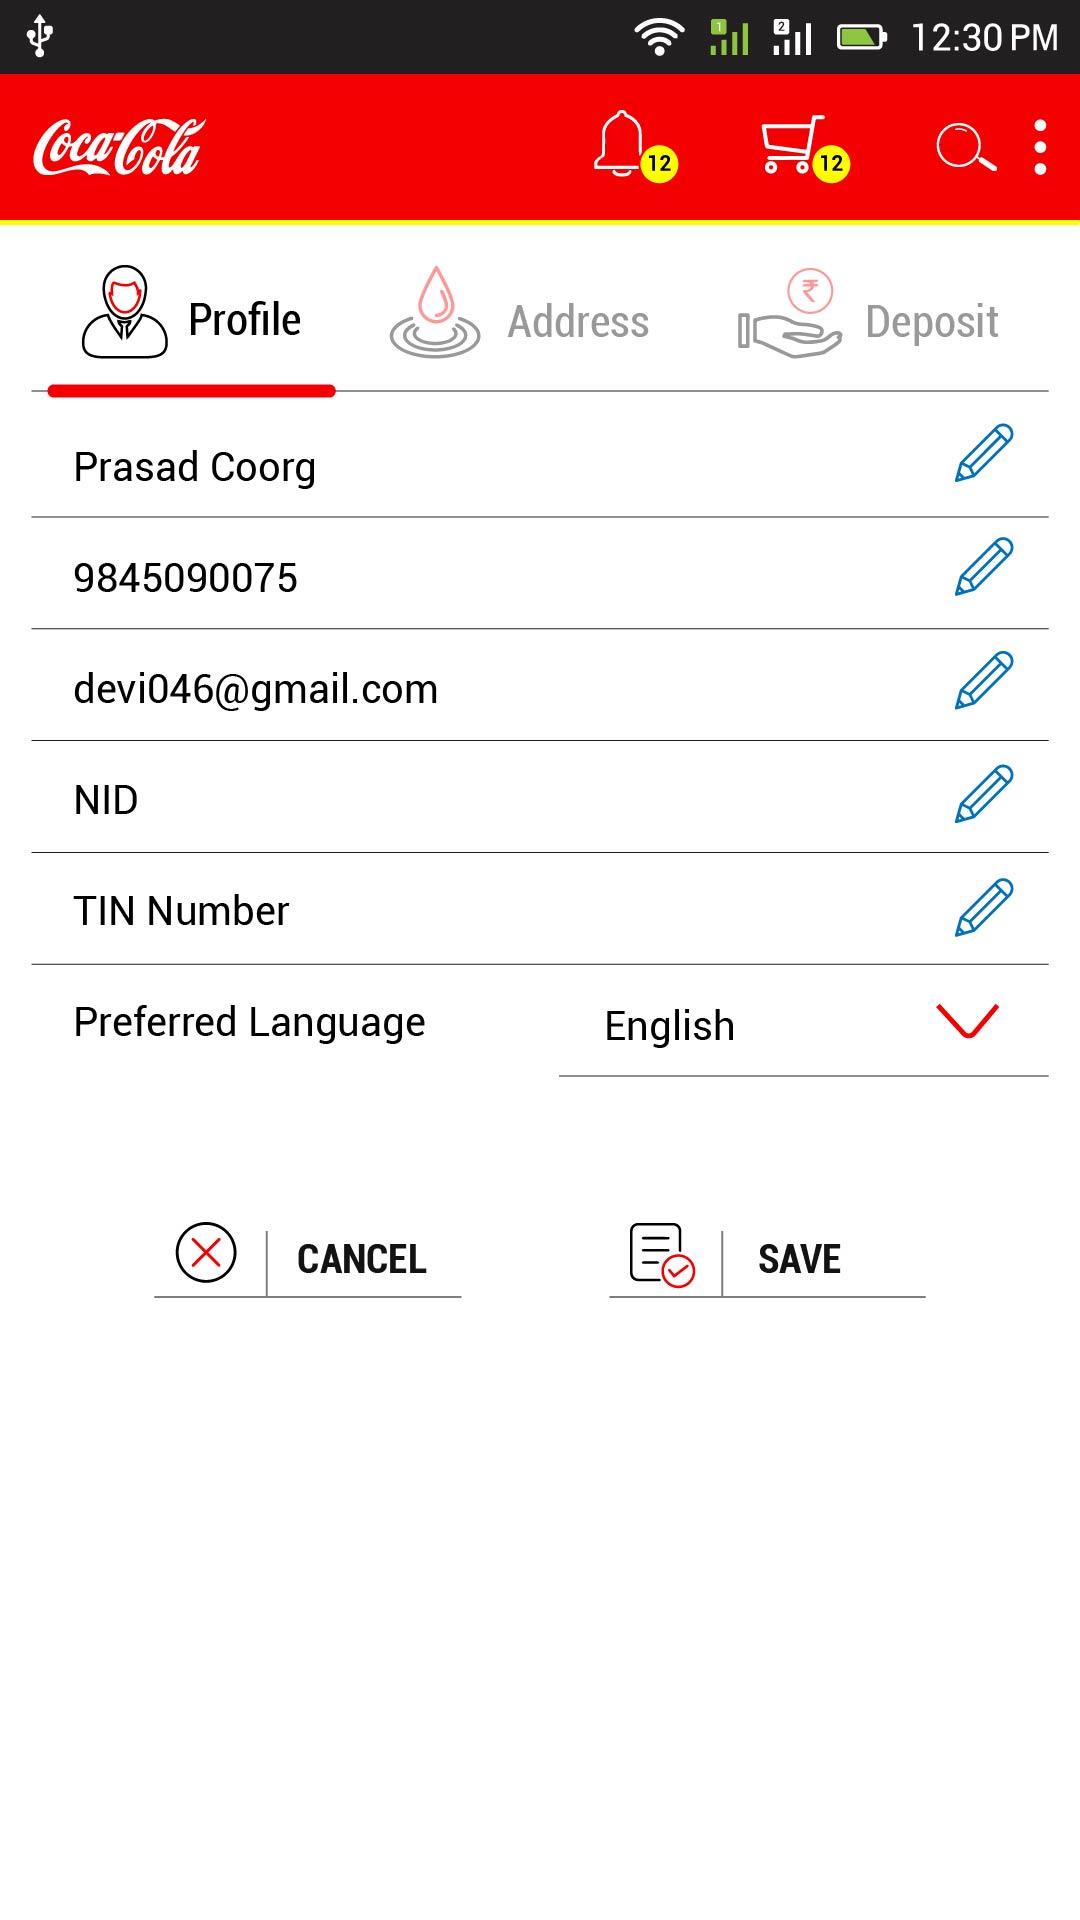 1 2 12:30 PM
Coca-Cola 12 12
Profile Address ₹ Deposit
Prasad Coorg
9845090075
devi046@gmail.com
NID
TIN Number
Preferred Language English
CANCEL SAVE